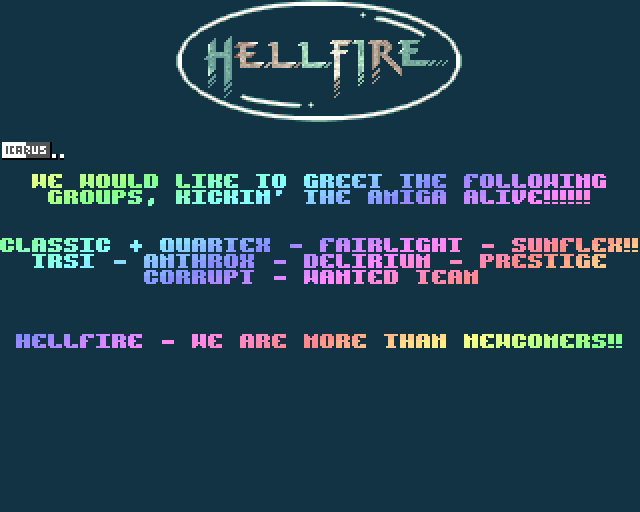 HELLFIRE
ICARUS..
WE WOULD LIKE TO GREET THE FOLLOWING
GROUPS, KICKIN' THE AMIGA ALIVE!!!!!!
CLASSIC + QUARTEX - FAIRLIGHT - SUNFLEX!!
TRSI - ANTHROX - DELIRIUM - PRESTIGE
CORRUPT - WANTED TEAM
HELLFIRE - WE ARE MORE THAN NEWCOMERS!!